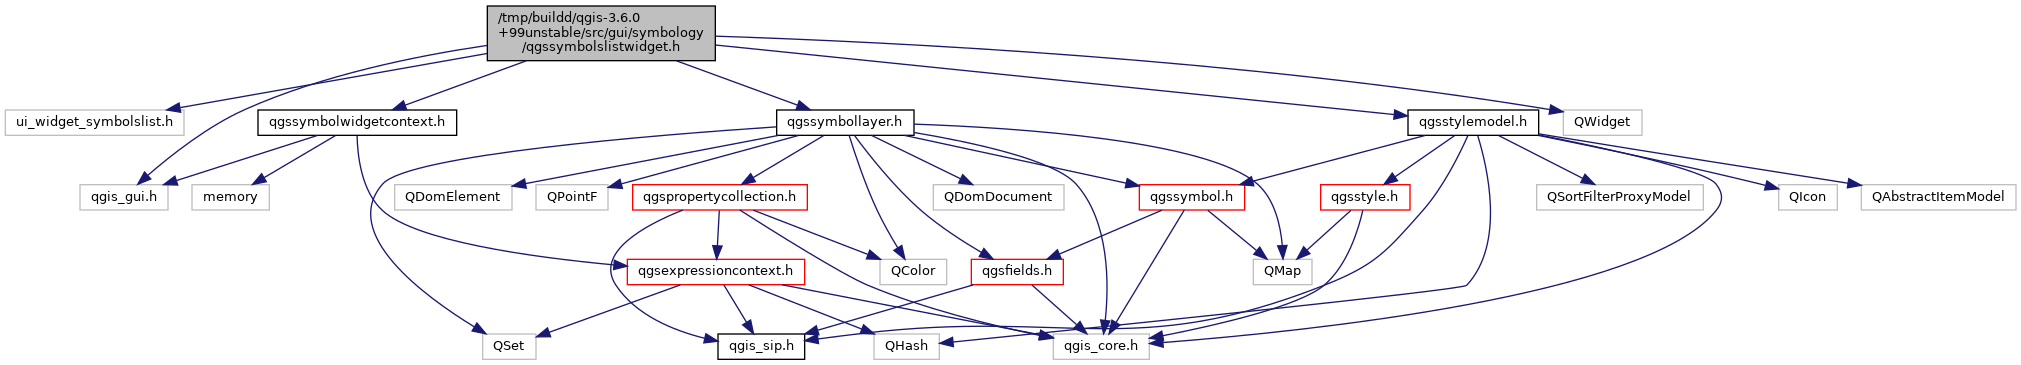 /tmp/buildd/qgis-3.6.0
+99unstable/src/gui/symbology
/qgssymbolslistwidget.h
ui_widget_symbolslist.h
qgssymbolwidgetcontext.h
qgssymbollayer.h
qgsstylemodel.h
QWidget
qgis_gui.h
memory
QDomElement
QPointF
qgspropertycollection.h
QDomDocument
qgssymbol.h
qgsstyle.h
QSortFilterProxyModel
QIcon
QAbstractItemModel
qgsexpressioncontext.h
QColor
qgsfields.h
QMap
QSet
qgis_sip.h
QHash
qgis_core.h